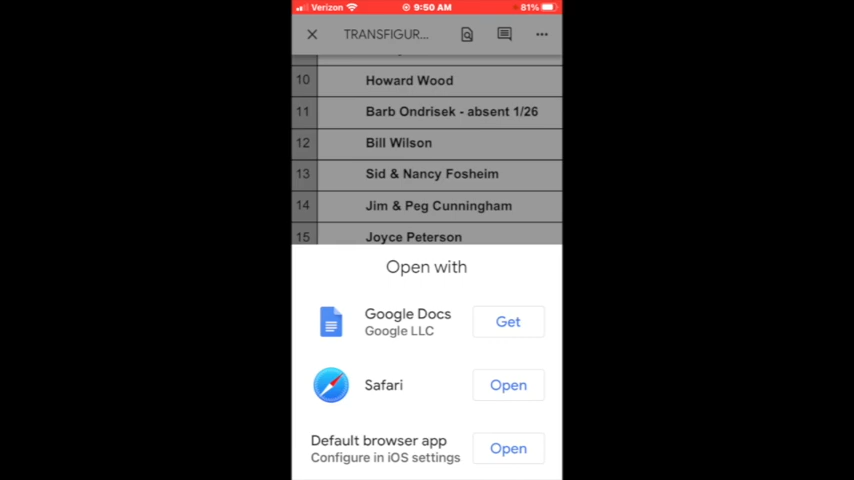 Verizon 9:50 AM 81%
TRANSFIGUR...
10 Howard Wood
11 Barb Ondrisek - absent 1/26
12 Bill Wilson
13 Sid & Nancy Fosheim
14 Jim & Peg Cunningham
15 Joyce Peterson
Open with
Google Docs
Google LLC
Get
Safari
Open
Default browser app
Configure in iOS settings
Open